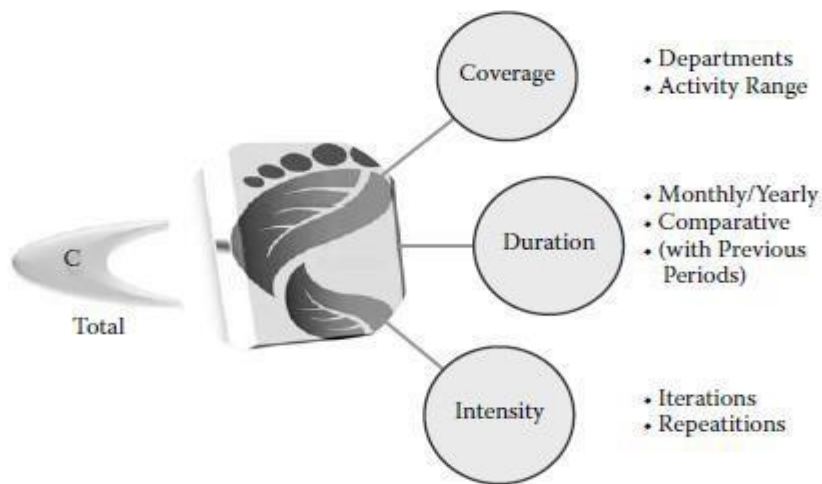 Coverage
• Departments
• Activity Range
C
Total
Duration
• Monthly/Yearly
• Comparative
• (with Previous
Periods)
Intensity
• Iterations
• Repeatitions